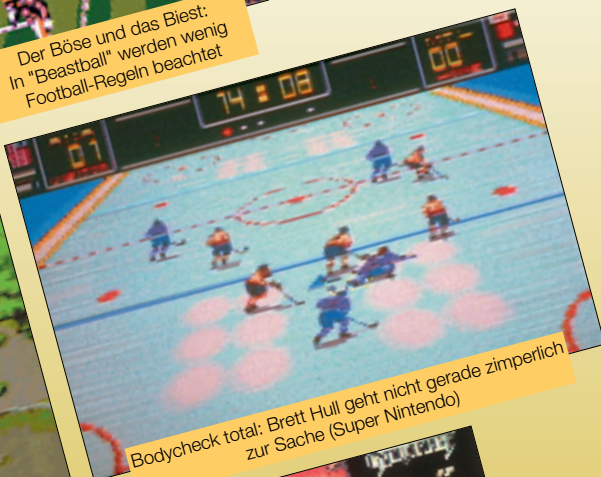 Der Böse und das Biest:
In "Beastball" werden wenig
Football-Regeln beachtet
01
14:08
00
Bodycheck total: Brett Hull geht nicht gerade zimperlich
zur Sache (Super Nintendo)